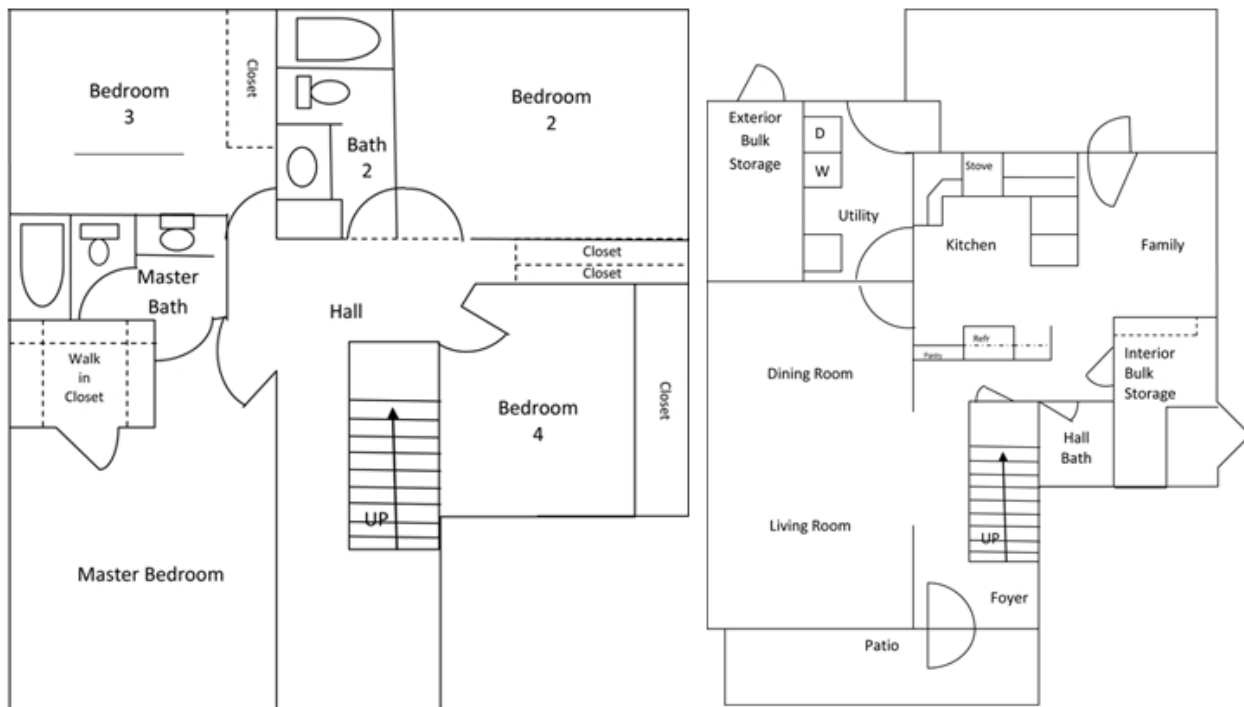 Bedroom
3
Closet
Bath
2
Bedroom
2
Master
Bath
Hall
Closet
Closet
Walk
in
Closet
Bedroom
4
Closet
UP
Master Bedroom
Exterior
Bulk
Storage
D
W
Stove
Utility
Kitchen
Family
Refr
Pantry
Interior
Bulk
Storage
Dining Room
Hall
Bath
Living Room
UP
Foyer
Patio